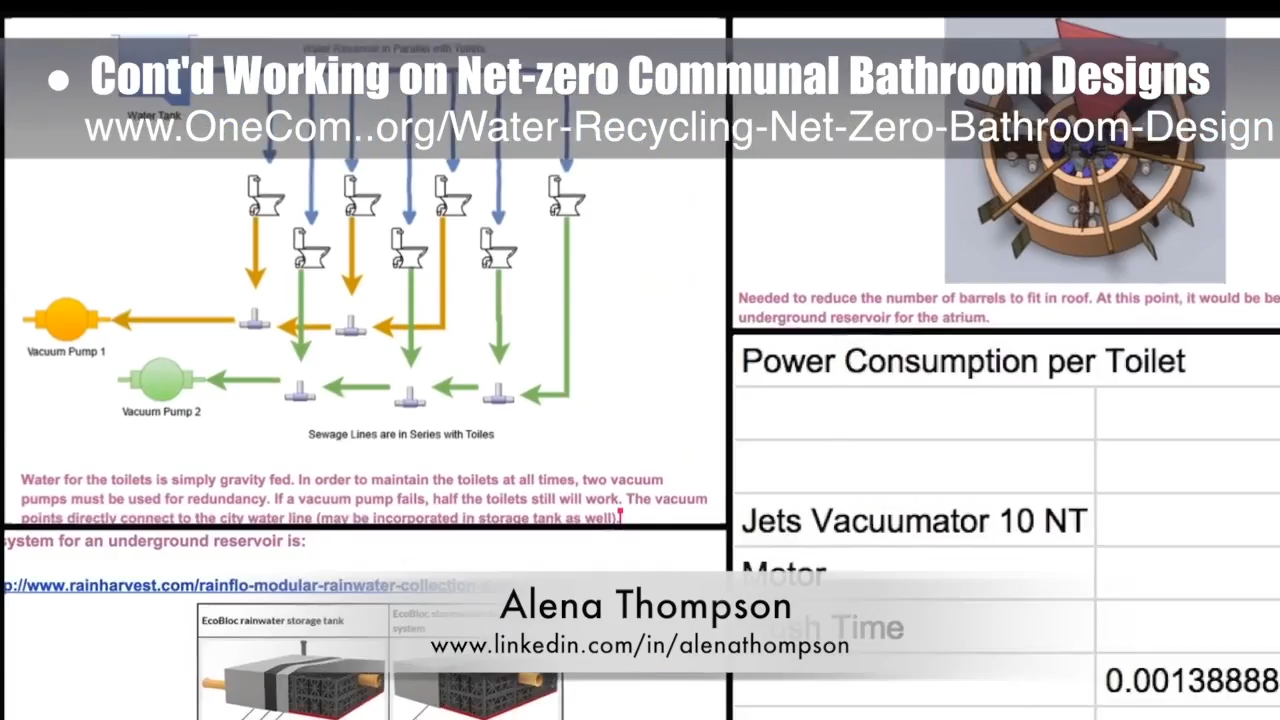 Water Reservoir in Parallel with Toilets
● Cont'd Working on Net-zero Communal Bathroom Designs
www.OneCom..org/Water-Recycling-Net-Zero-Bathroom-Design
Water Tank
Vacuum Pump 1
Vacuum Pump 2
Sewage Lines are in Series with Toiles
Water for the toilets is simply gravity fed. In order to maintain the toilets at all times, two vacuum
pumps must be used for redundancy. If a vacuum pump fails, half the toilets still will work. The vacuum
points directly connect to the city water line (may be incorporated in storage tank as well).
Needed to reduce the number of barrels to fit in roof. At this point, it would be be
underground reservoir for the atrium.
Power Consumption per Toilet
Jets Vacuumator 10 NT
Motor
Time
0.00138888
system for an underground reservoir is:
p://www.rainharvest.com/rainflo-modular-rainwater-collection
EcoBloc rainwater storage tank
EcoBloc
system
Alena Thompson
www.linkedin.com/in/alenathompson